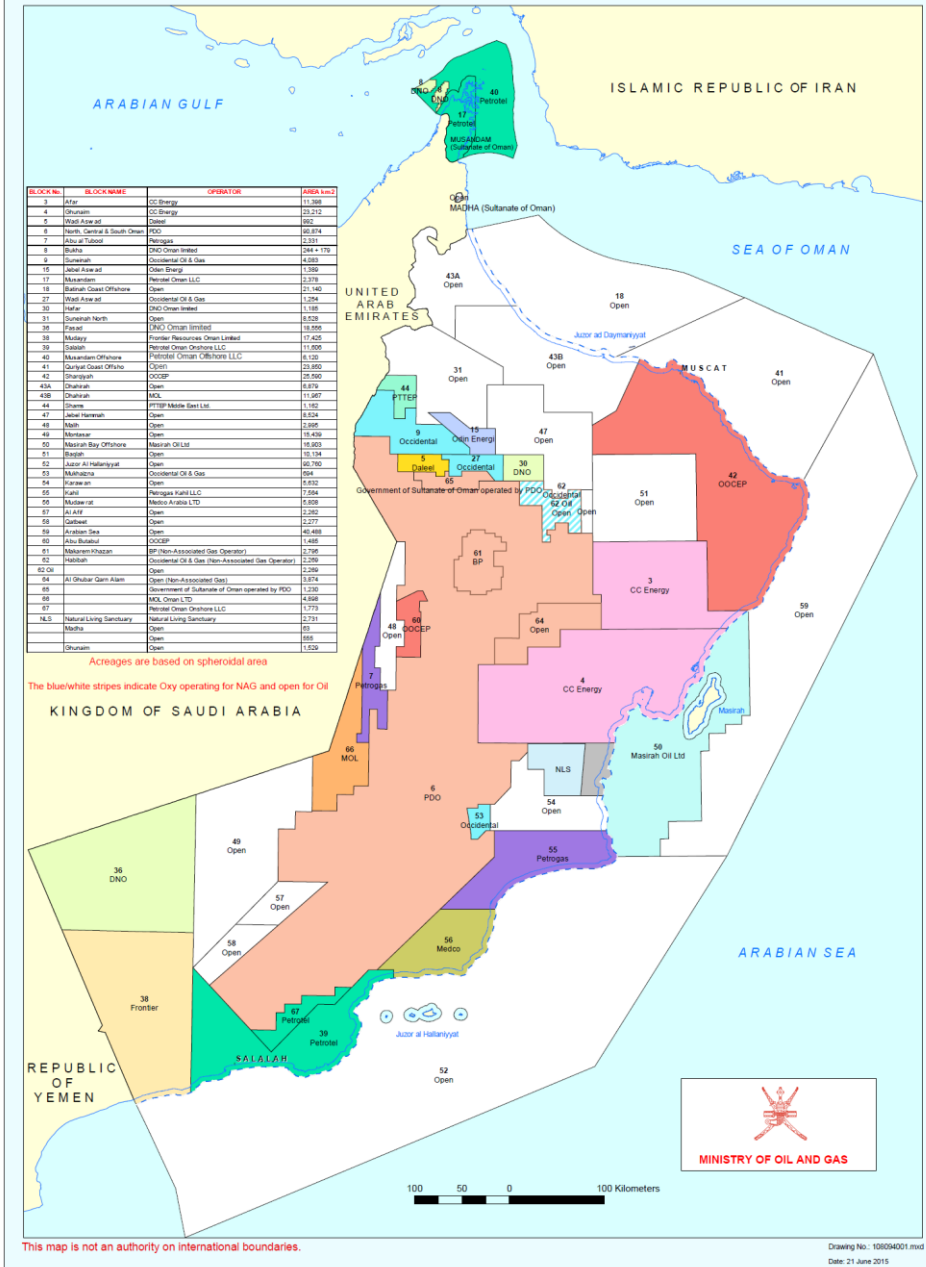 ARABIAN GULF
ISLAMIC REPUBLIC OF IRAN
8
DNO
8
DNO
40
Petrotel
17
Petrotel
MUSANDAM
(Sultanate of Oman)
Open
MADHA (Sultanate of Oman)
SEA OF OMAN
BLOCK No. BLOCK NAME OPERATOR AREA km2
3 Afar CC Energy 11,398
4 Ghunaim CC Energy 23,212
5 Wadi Aswad Daleel 992
6 North, Central & South Oman PDO 90,874
7 Abu al Tubool Petrogas 2,331
8 Bukha DNO Oman limited 244 + 179
9 Suneinah Occidental Oil & Gas 4,083
15 Jebel Aswad Oden Energi 1,389
17 Musandam Petrotel Oman LLC 2,378
18 Batinah Coast Offshore Open 21,140
27 Wadi Aswad Occidental Oil & Gas 1,254
30 Hafar DNO Oman limited 1,185
31 Suneinah North Open 8,528
36 Fasad DNO Oman limited 18,556
38 Mudayy Frontier Resources Oman Limited 17,425
39 Salalah Petrotel Oman Onshore LLC 11,606
40 Musandam Offshore Petrotel Oman Offshore LLC 6,120
41 Quriyat Coast Offsho Open 23,850
42 Sharqiyah OOCEP 25,590
43A Dhahirah Open 6,879
43B Dhahirah MOL 11,967
44 Shams PTTEP Middle East Ltd. 1,162
47 Jebel Hammah Open 8,524
48 Malih Open 2,995
49 Montasar Open 15,439
50 Masirah Bay Offshore Masirah Oil Ltd 16,903
51 Baqlah Open 10,134
52 Juzor Al Hallaniyyat Open 90,760
53 Mukhaizna Occidental Oil & Gas 694
54 Karawan Open 5,632
55 Kahil Petrogas Kahil LLC 7,564
56 Mudawrat Medco Arabia LTD 5,808
57 Al Afif Open 2,262
58 Qatbeet Open 2,277
59 Arabian Sea Open 40,488
60 Abu Butabul OOCEP 1,485
61 Makarem Khazan BP (Non-Associated Gas Operator) 2,796
62 Habibah Occidental Oil & Gas (Non-Associated Gas Operator) 2,269
62 Oil Open 2,269
64 Al Ghubar Qarn Alam Open (Non-Associated Gas) 3,874
65 Government of Sultanate of Oman operated by PDO 1,230
66 MOL Oman LTD 4,898
67 Petrotel Oman Onshore LLC 1,773
NLS Natural Living Sanctuary Natural Living Sanctuary 2,731
Madha Open 63
Open 555
Ghunaim Open 1,529
Acreages are based on spheroidal area
The blue/white stripes indicate Oxy operating for NAG and open for Oil
KINGDOM OF SAUDI ARABIA
UNITED
ARAB
EMIRATES
43A
Open
18
Open
Juzor ad Daymaniyyat
43B
Open
31
Open
MUSCAT
41
Open
44
PTTEP
15
Odin Energi
47
Open
9
Occidental
5
Daleel
27
Occidental
30
DNO
42
OOCEP
65
Government of Sultanate of Oman operated by PDO
62
Occidental
62 Oil
Open
Open
51
Open
61
BP
3
CC Energy
59
Open
48
Open
60
OOCEP
64
Open
7
Petrogas
4
CC Energy
Masirah
66
MOL
50
Masirah Oil Ltd
NLS
6
PDO
54
Open
53
Occidental
49
Open
55
Petrogas
36
DNO
57
Open
58
Open
56
Medco
ARABIAN SEA
38
Frontier
67
Petrotel
39
Petrotel
Juzor al Hallaniyyat
SALALAH
REPUBLIC
OF
YEMEN
52
Open
MINISTRY OF OIL AND GAS
100 50 0 100 Kilometers
This map is not an authority on international boundaries.
Drawing No.: 108094001.mxd
Date: 21 June 2015